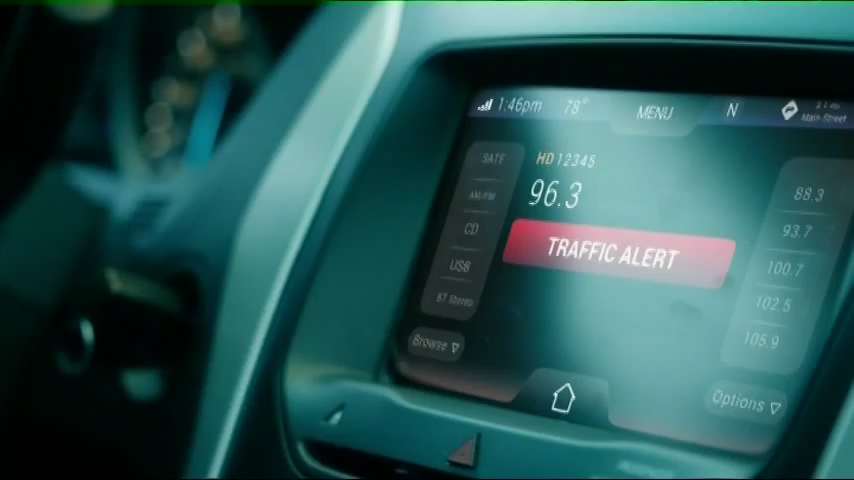 1:46pm 78° MENU N
Main Street
SATE
AM/FM
CD
USB
BT Stereo
Browse
HD 12345
96.3
TRAFFIC ALERT
88.3
93.7
100.7
102.5
105.9
Options